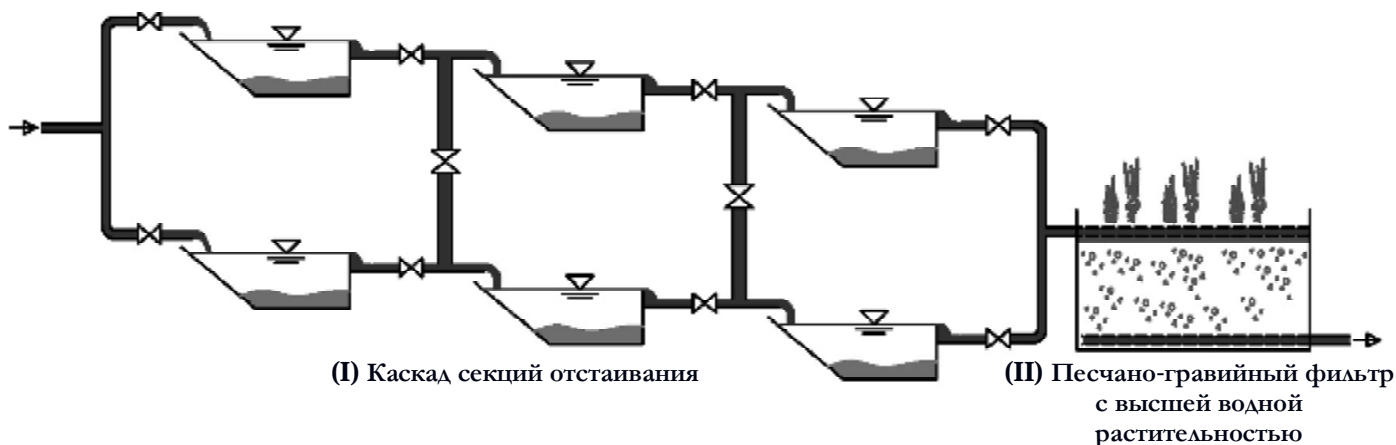 (I) Каскад секций отстаивания
(II) Песчано-гравийный фильтр
с высшей водной
растительностью